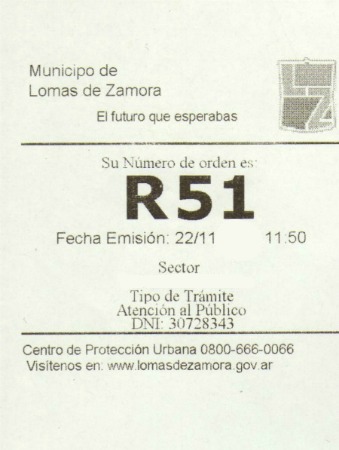 Municipo de
Lomas de Zamora
El futuro que esperabas
LZ
Su Número de orden es:
R51
Fecha Emisión: 22/11 11:50
Sector
Tipo de Trámite
Atención al Público
DNI: 30728343
Centro de Protección Urbana 0800-666-0066
Visítenos en: www.lomasdezamora.gov.ar